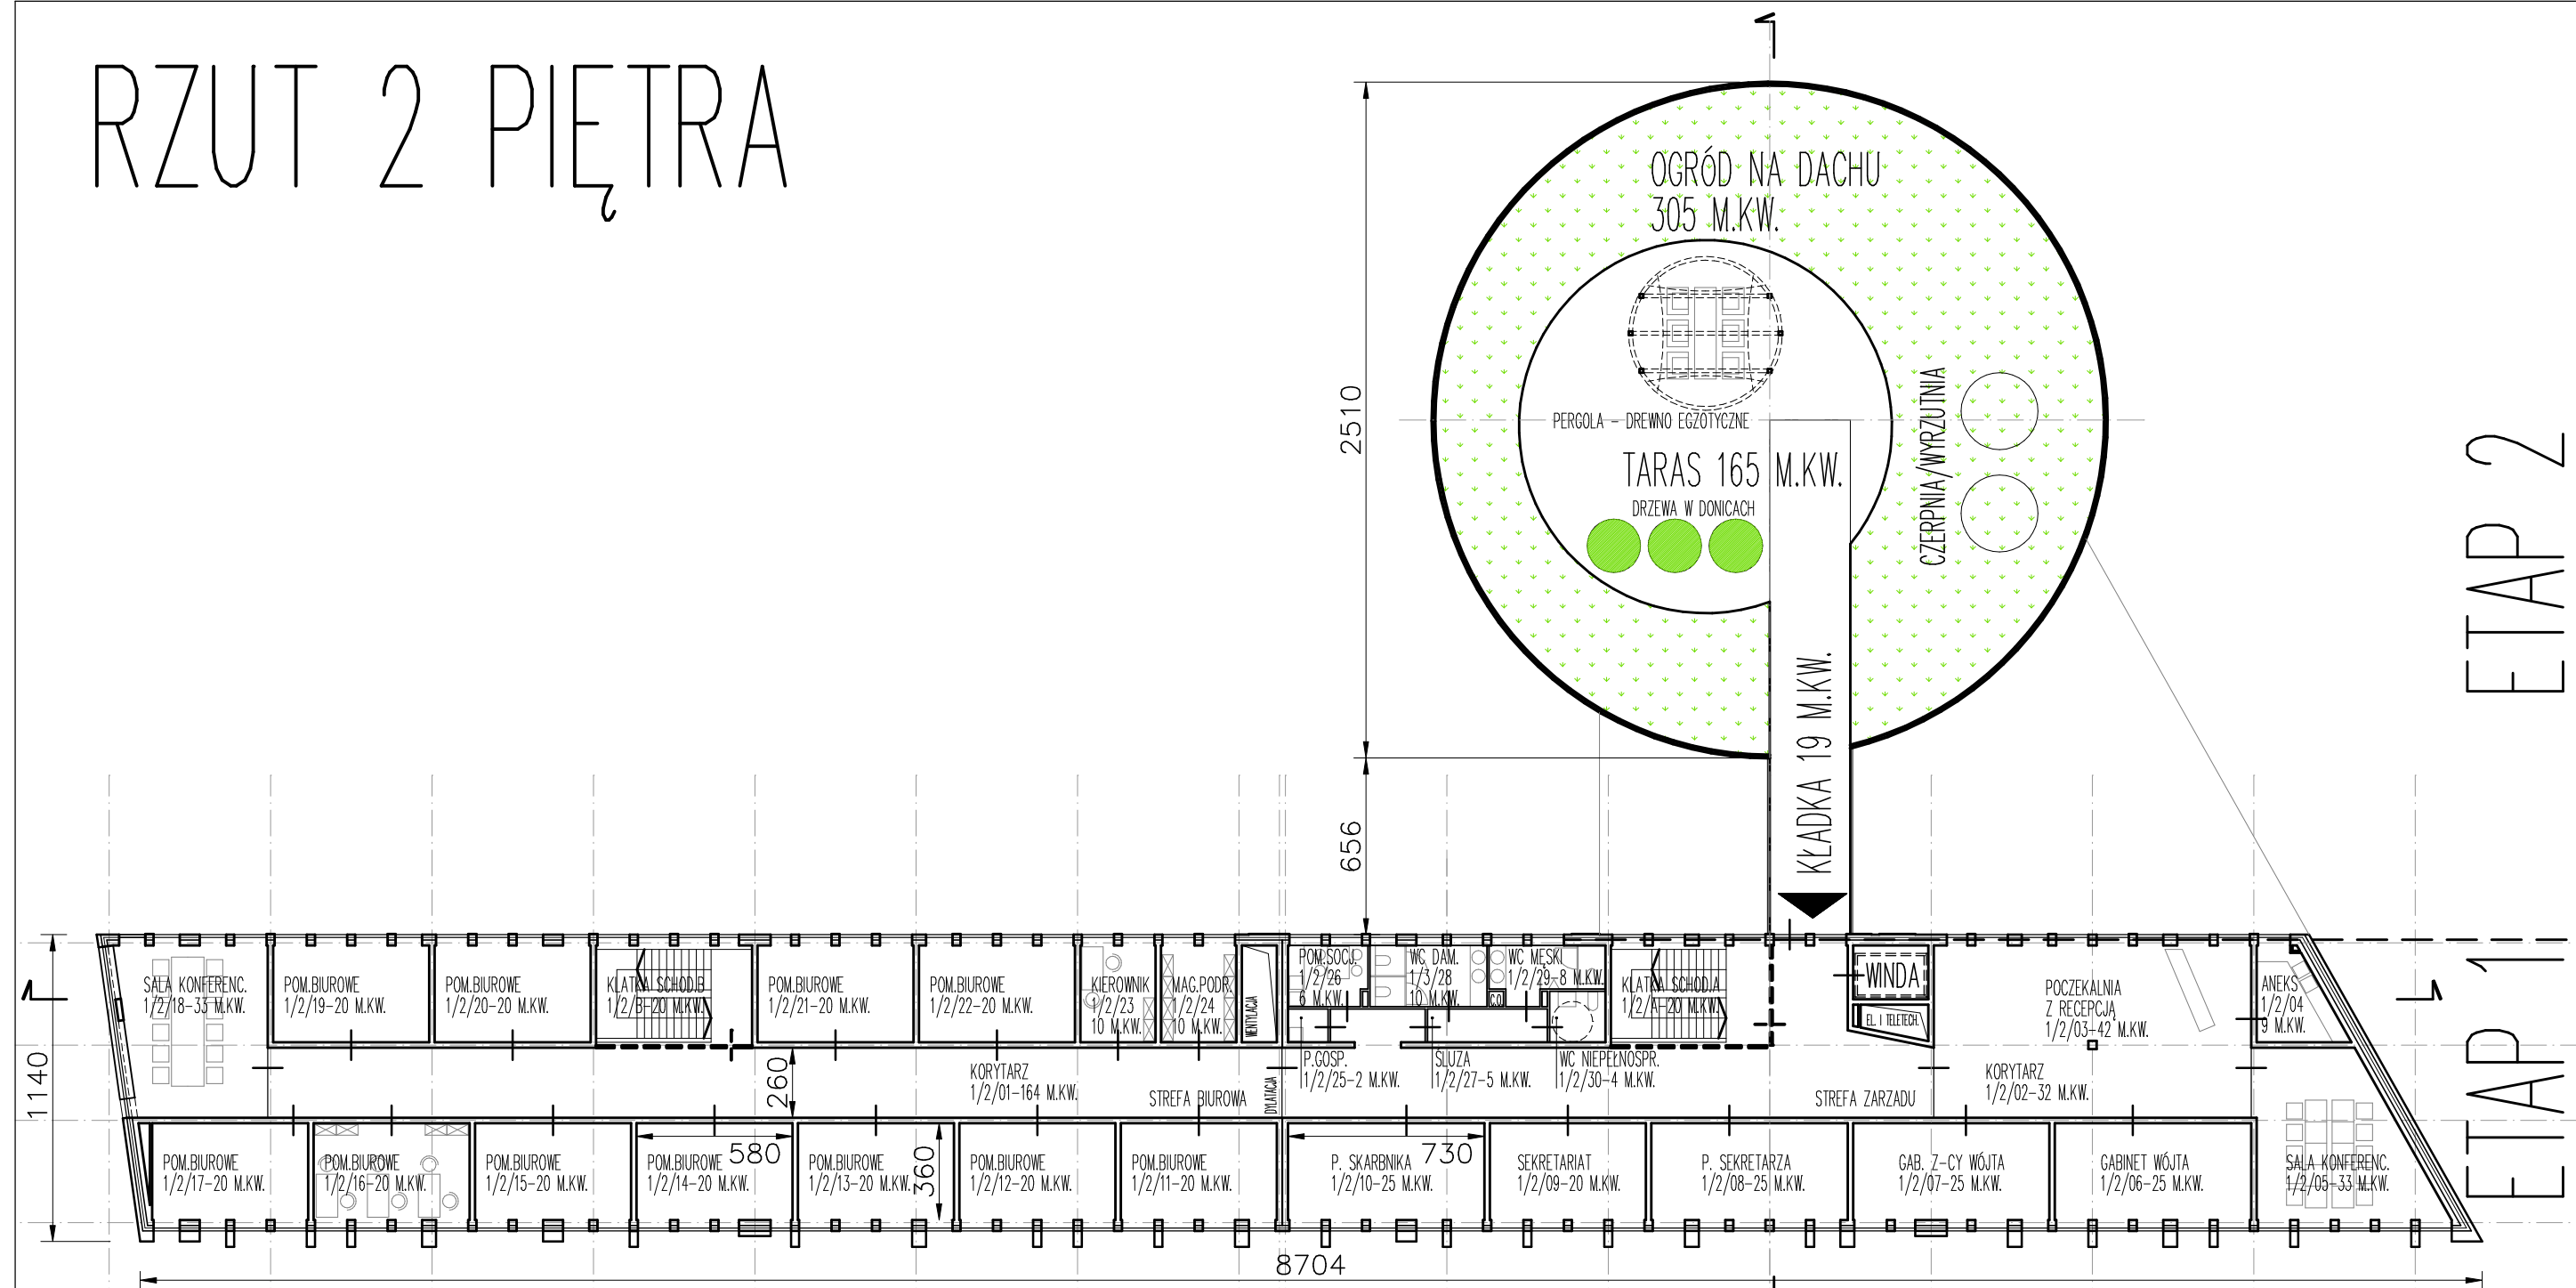 RZUT 2 PIĘTRA
1
OGRÓD NA DACHU
305 M.KW.
2510
PERGOLA – DREWNO EGZOTYCZNE
TARAS 165 M.KW.
DRZEWA W DONICACH
CZERPNIA/WYRZUTNIA
ETAP 2
656
KŁADKA 19 M.KW.
1140
1
SALA KONFERENC.
1/2/18–33 M.KW.
POM.BIUROWE
1/2/19–20 M.KW.
POM.BIUROWE
1/2/20–20 M.KW.
KLATKA SCHOD.B
1/2/B–20 M.KW.
POM.BIUROWE
1/2/21–20 M.KW.
POM.BIUROWE
1/2/22–20 M.KW.
KIEROWNIK
1/2/23
10 M.KW.
MAG.PODR.
1/2/24
10 M.KW.
WENTYLACJA
POM.SOCJ.
1/2/26
6 M.KW.
WC DAM.
1/3/28
10 M.KW.
WC MĘSKI
1/2/29–8 M.KW.
C.O.
KLATKA SCHOD.A
1/2/A–20 M.KW.
WINDA
EL. I TELETECH.
POCZEKALNIA
Z RECEPCJĄ
1/2/03–42 M.KW.
ANEKS
1/2/04
9 M.KW.
1
ETAP 1
260
KORYTARZ
1/2/01–164 M.KW.
STREFA BIUROWA
DYLATACJA
P.GOSP.
1/2/25–2 M.KW.
ŚLUZA
1/2/27–5 M.KW.
WC NIEPEŁNOSPR.
1/2/30–4 M.KW.
STREFA ZARZADU
KORYTARZ
1/2/02–32 M.KW.
POM.BIUROWE
1/2/17–20 M.KW.
POM.BIUROWE
1/2/16–20 M.KW.
POM.BIUROWE
1/2/15–20 M.KW.
POM.BIUROWE
1/2/14–20 M.KW.
580
POM.BIUROWE
1/2/13–20 M.KW.
360
POM.BIUROWE
1/2/12–20 M.KW.
POM.BIUROWE
1/2/11–20 M.KW.
P. SKARBNIKA
1/2/10–25 M.KW.
730
SEKRETARIAT
1/2/09–20 M.KW.
P. SEKRETARZA
1/2/08–25 M.KW.
GAB. Z–CY WÓJTA
1/2/07–25 M.KW.
GABINET WÓJTA
1/2/06–25 M.KW.
SALA KONFERENC.
1/2/05–33 M.KW.
8704